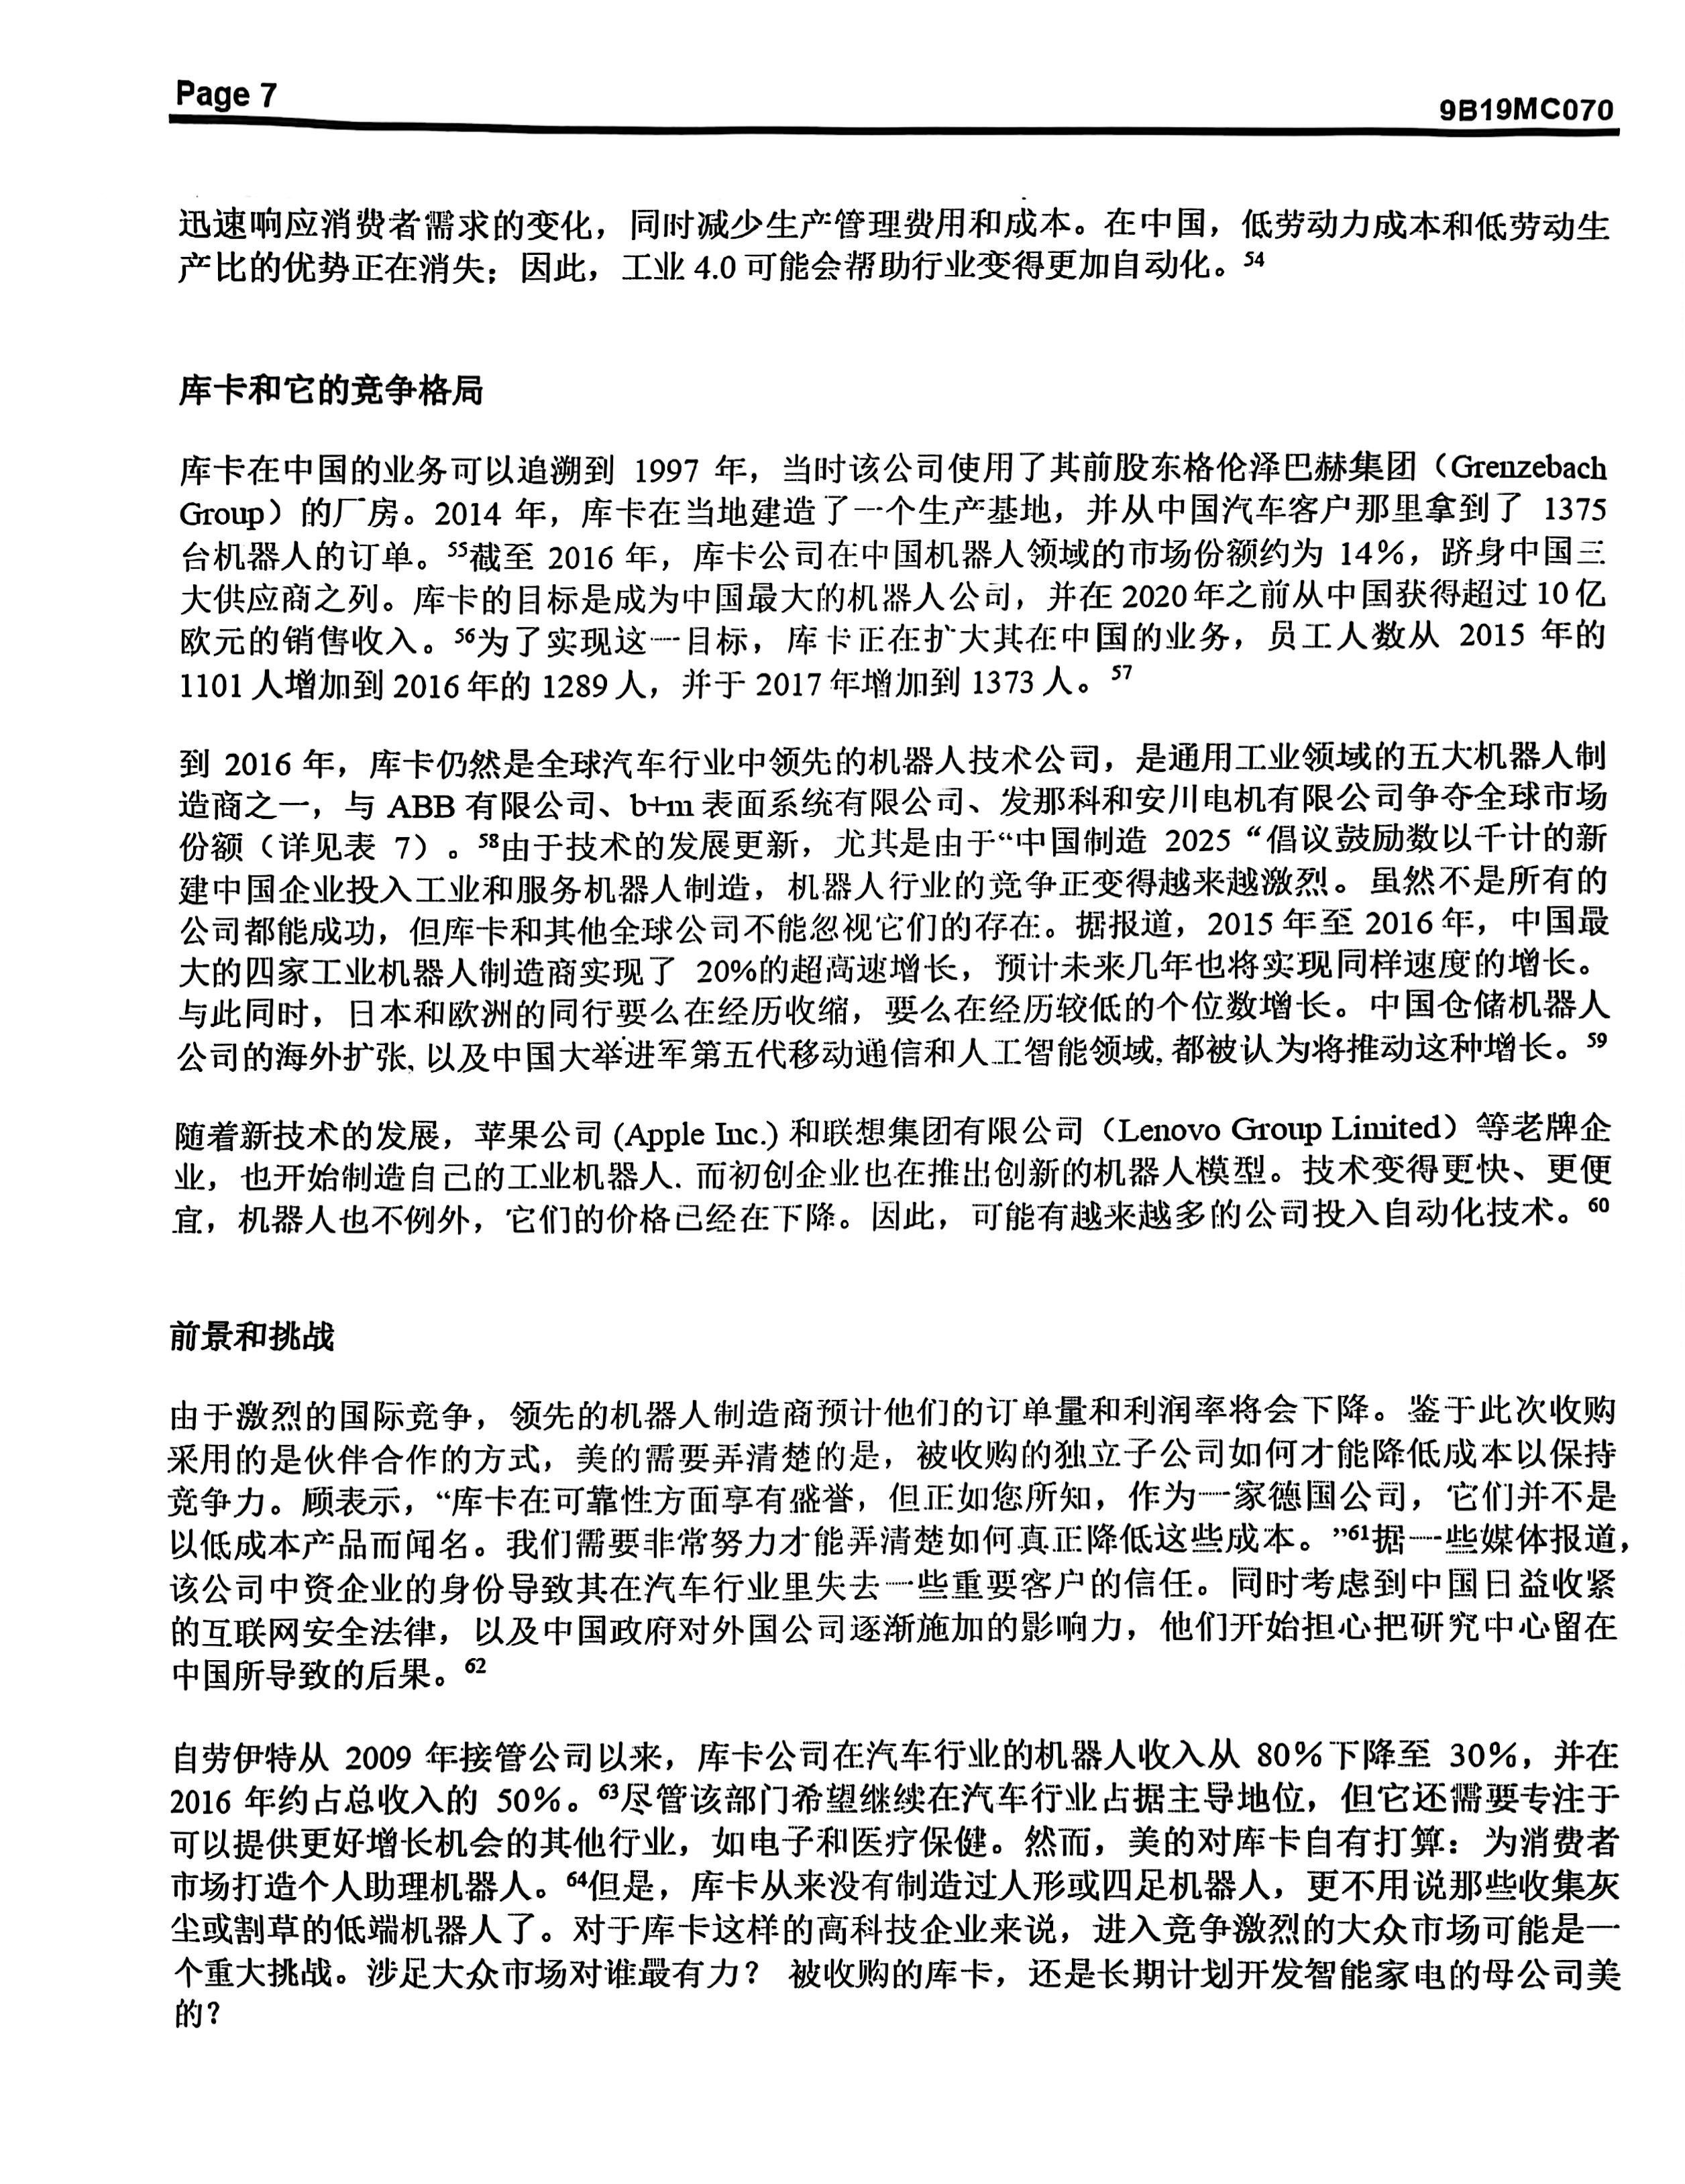 Page 7
9B19MC070
迅速响应消费者需求的变化，同时减少生产管理费用和成本。在中国，低劳动力成本和低劳动生
产比的优势正在消失；因此，工业 4.0 可能会帮助行业变得更加自动化。54
库卡和它的竞争格局
库卡在中国的业务可以追溯到 1997 年，当时该公司使用了其前股东格伦泽巴赫集团（Grenzebach
Group）的厂房。2014 年，库卡在当地建造了一个生产基地，并从中国汽车客户那里拿到了 1375
台机器人的订单。55截至 2016 年，库卡公司在中国机器人领域的市场份额约为 14%，跻身中国三
大供应商之列。库卡的目标是成为中国最大的机器人公司，并在 2020 年之前从中国获得超过 10 亿
欧元的销售收入。56为了实现这一目标，库卡正在扩大其在中国的业务，员工人数从 2015 年的
1101 人增加到 2016 年的 1289 人，并于 2017 年增加到 1373 人。57
到 2016 年，库卡仍然是全球汽车行业中领先的机器人技术公司，是通用工业领域的五大机器人制
造商之一，与 ABB 有限公司、b+m 表面系统有限公司、发那科和安川电机有限公司争夺全球市场
份额（详见表 7）。58由于技术的发展更新，尤其是由于“中国制造 2025 “倡议鼓励数以千计的新
建中国企业投入工业和服务机器人制造，机器人行业的竞争正变得越来越激烈。虽然不是所有的
公司都能成功，但库卡和其他全球公司不能忽视它们的存在。据报道，2015 年至 2016 年，中国最
大的四家工业机器人制造商实现了 20%的超高速增长，预计未来几年也将实现同样速度的增长。
与此同时，日本和欧洲的同行要么在经历收缩，要么在经历较低的个位数增长。中国仓储机器人
公司的海外扩张, 以及中国大举进军第五代移动通信和人工智能领域, 都被认为将推动这种增长。59
随着新技术的发展，苹果公司 (Apple Inc.) 和联想集团有限公司（Lenovo Group Limited）等老牌企
业，也开始制造自己的工业机器人. 而初创企业也在推出创新的机器人模型。技术变得更快、更便
宜，机器人也不例外，它们的价格已经在下降。因此，可能有越来越多的公司投入自动化技术。60
前景和挑战
由于激烈的国际竞争，领先的机器人制造商预计他们的订单量和利润率将会下降。鉴于此次收购
采用的是伙伴合作的方式，美的需要弄清楚的是，被收购的独立子公司如何才能降低成本以保持
竞争力。顾表示，“库卡在可靠性方面享有盛誉，但正如您所知，作为一家德国公司，它们并不是
以低成本产品而闻名。我们需要非常努力才能弄清楚如何真正降低这些成本。”61据一些媒体报道，
该公司中资企业的身份导致其在汽车行业里失去一些重要客户的信任。同时考虑到中国日益收紧
的互联网安全法律，以及中国政府对外国公司逐渐施加的影响力，他们开始担心把研究中心留在
中国所导致的后果。62
自劳伊特从 2009 年接管公司以来，库卡公司在汽车行业的机器人收入从 80%下降至 30%，并在
2016 年约占总收入的 50%。63尽管该部门希望继续在汽车行业占据主导地位，但它还需要专注于
可以提供更好增长机会的其他行业，如电子和医疗保健。然而，美的对库卡自有打算：为消费者
市场打造个人助理机器人。64但是，库卡从来没有制造过人形或四足机器人，更不用说那些收集灰
尘或割草的低端机器人了。对于库卡这样的高科技企业来说，进入竞争激烈的大众市场可能是一
个重大挑战。涉足大众市场对谁最有力？ 被收购的库卡，还是长期计划开发智能家电的母公司美
的？